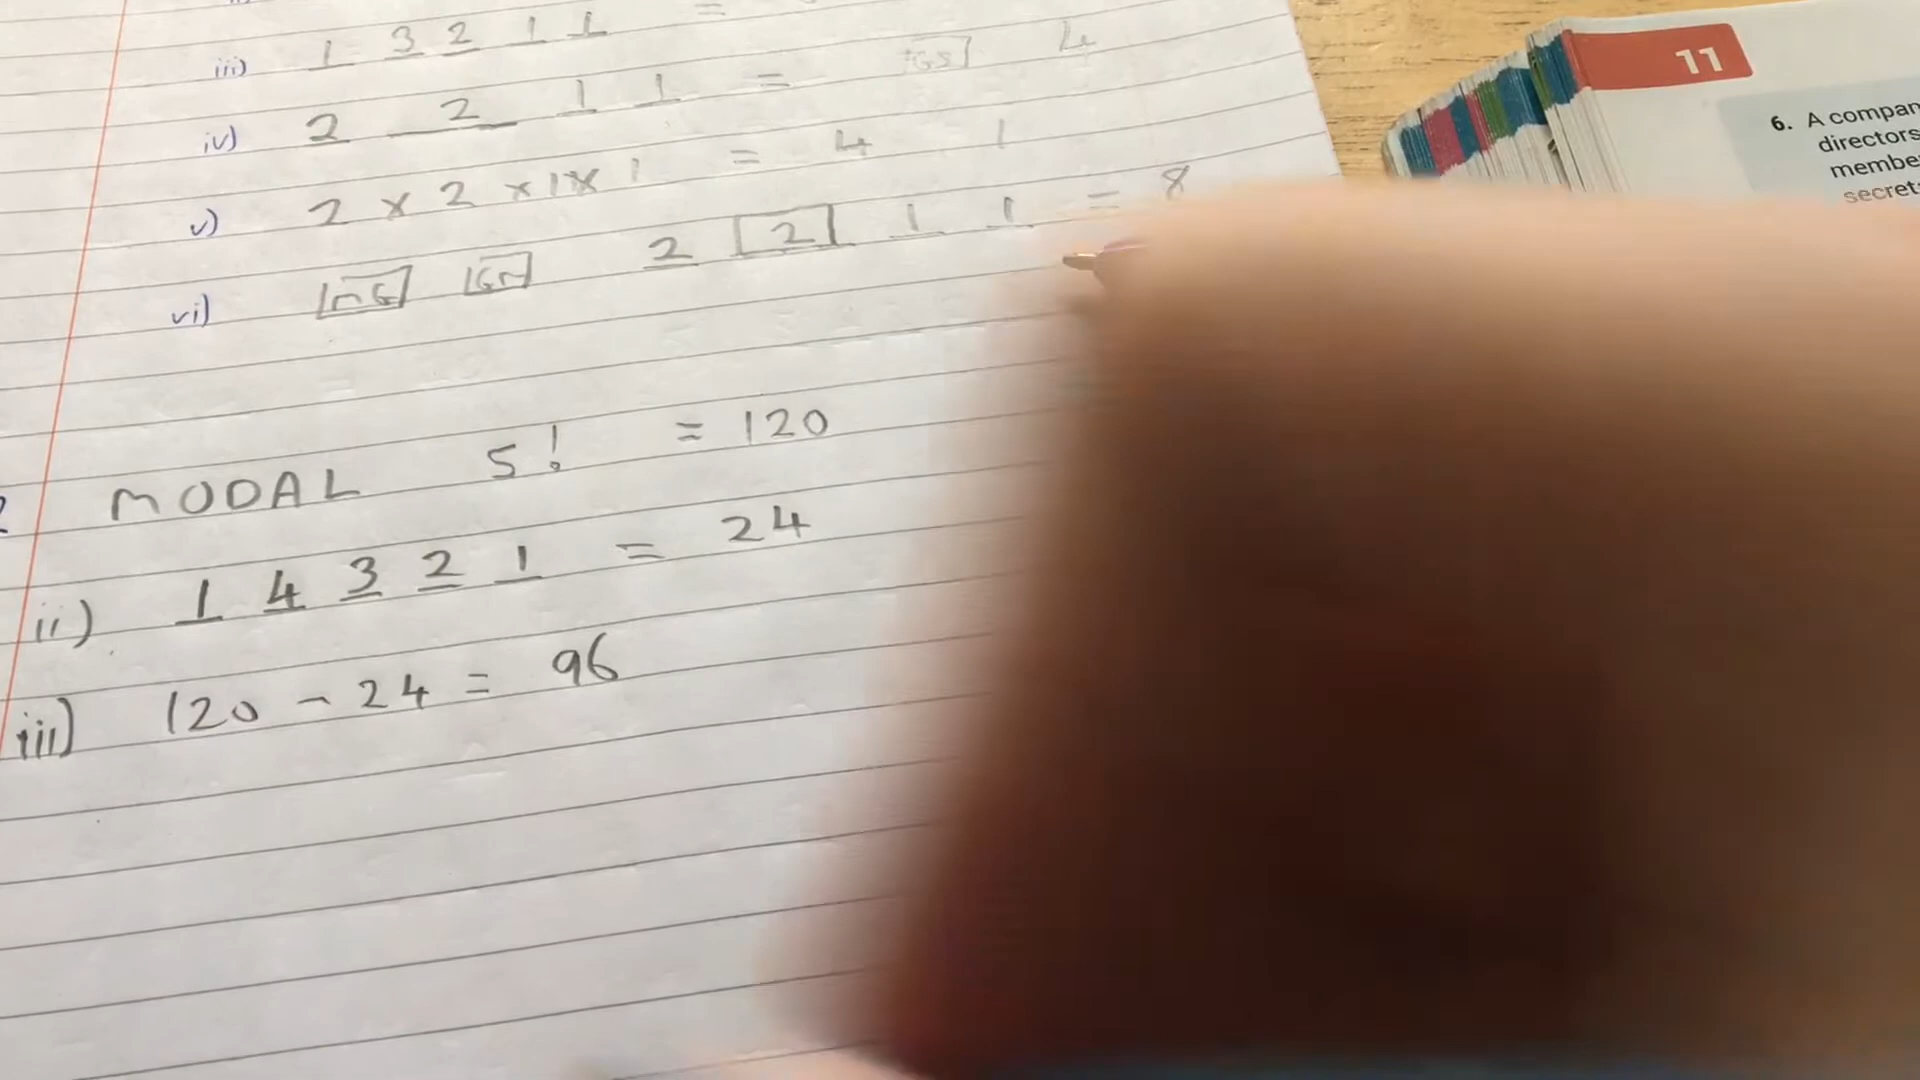 iii) 1 3 2 1 1 =
iv) 2 2 1 1 =
v) 2 x 2 x 1 x 1 = 4
vi) 2 2 1 1 = 8
MODAL 5! = 120
ii) 1 4 3 2 1 = 24
iii) 120 - 24 = 96
11
6. A compan
directors
membe
secret